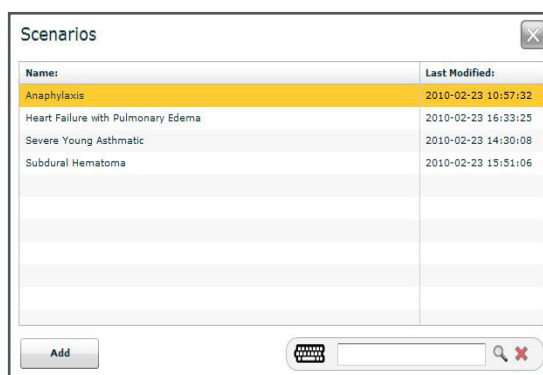 Scenarios
Name: Last Modified:
Anaphylaxis 2010-02-23 10:57:32
Heart Failure with Pulmonary Edema 2010-02-23 16:33:25
Severe Young Asthmatic 2010-02-23 14:30:08
Subdural Hematoma 2010-02-23 15:51:06
Add